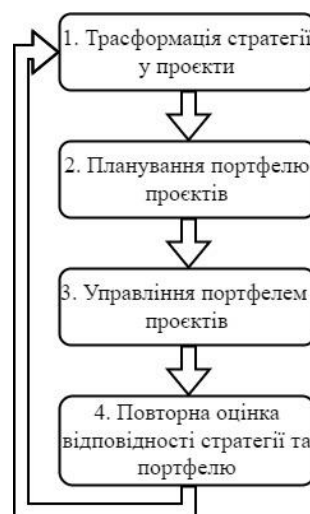 1. Трасформація стратегії
у проєкти
2. Планування портфелю
проєктів
3. Управління портфелем
проєктів
4. Повторна оцінка
відповідності стратегії та
портфелю